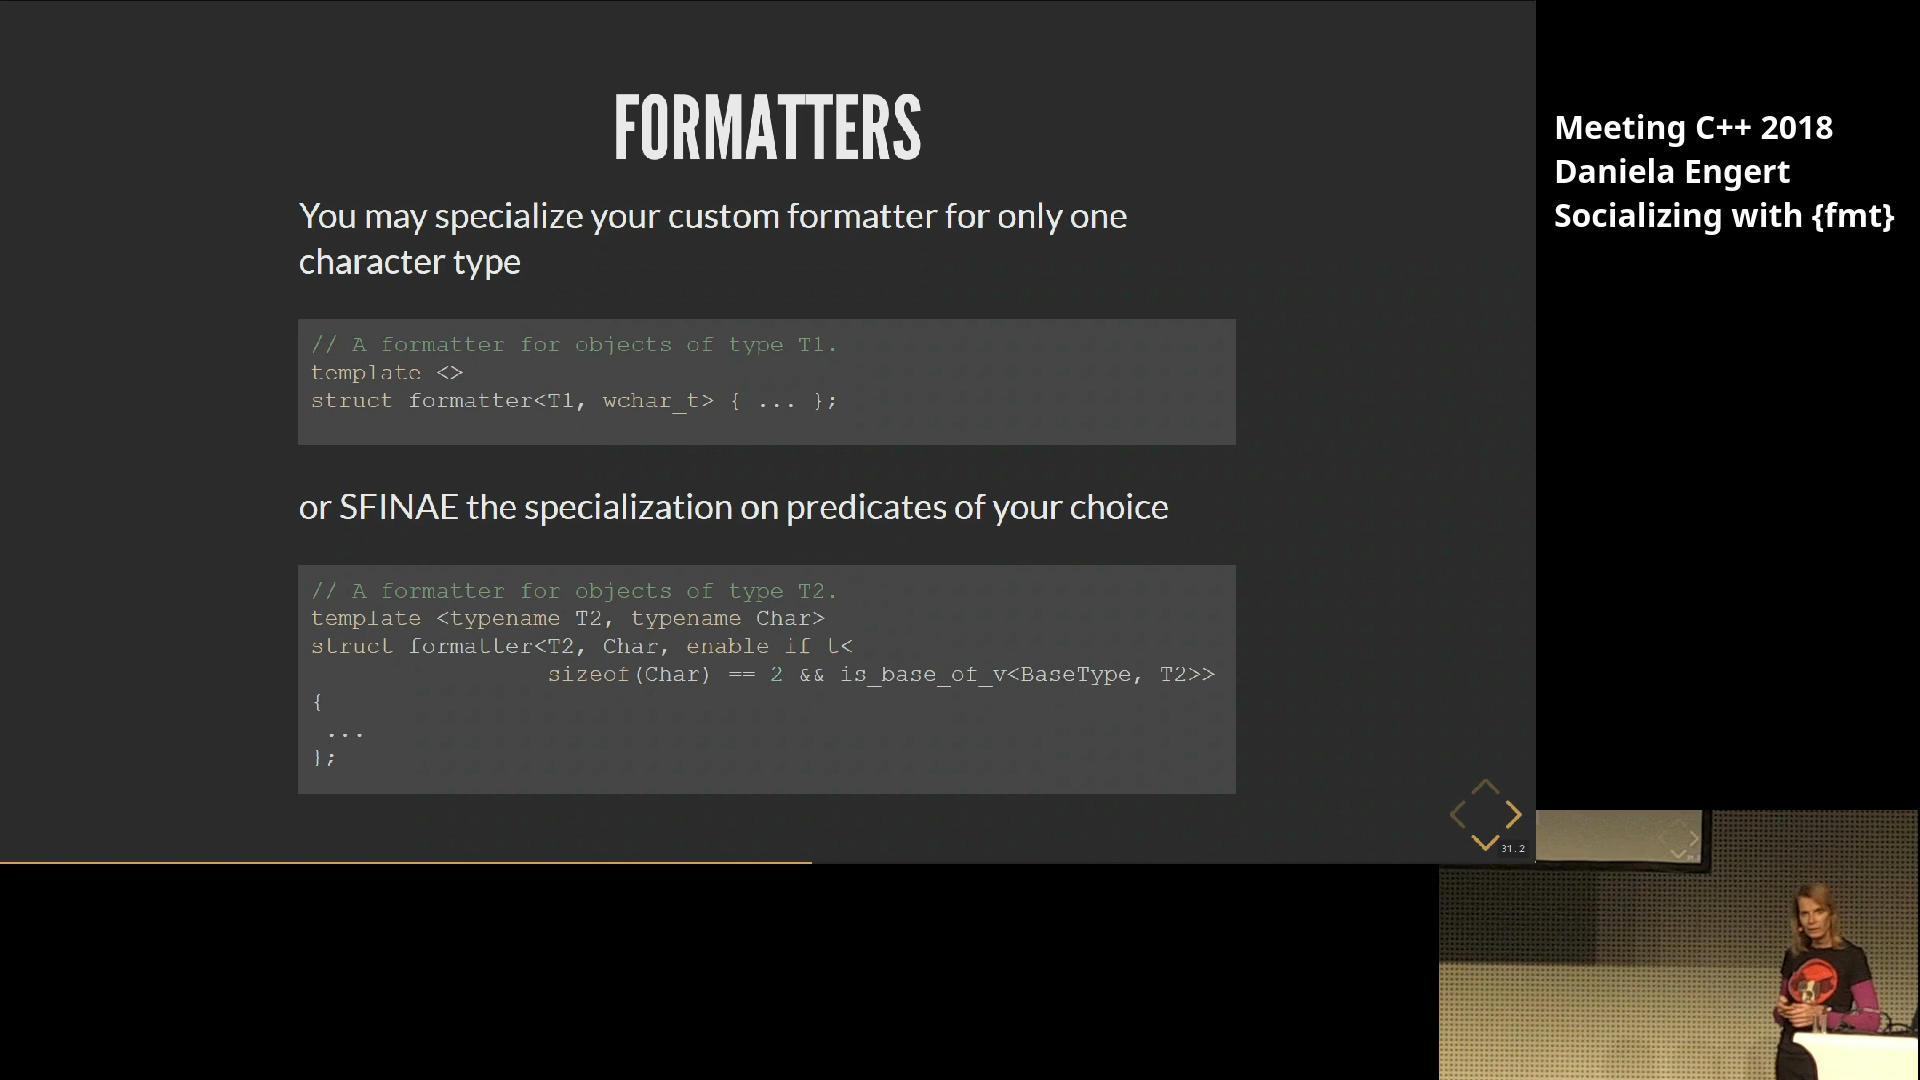 FORMATTERS
You may specialize your custom formatter for only one
character type
// A formatter for objects of type T1.
template <>
struct formatter<T1, wchar_t> { ... };
or SFINAE the specialization on predicates of your choice
// A formatter for objects of type T2.
template <typename T2, typename Char>
struct formatter<T2, Char, enable_if_t<
sizeof(Char) == 2 && is_base_of_v<BaseType, T2>>
{
...
};
31.2
Meeting C++ 2018
Daniela Engert
Socializing with {fmt}